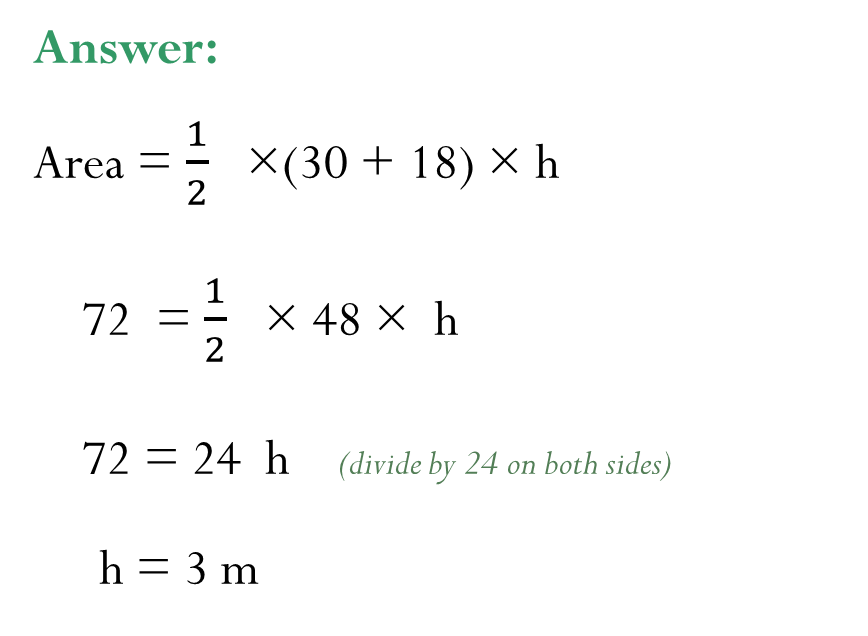 Answer:
Area = 1/2 ×(30 + 18) × h
72 = 1/2 × 48 × h
72 = 24 h (divide by 24 on both sides)
h = 3 m